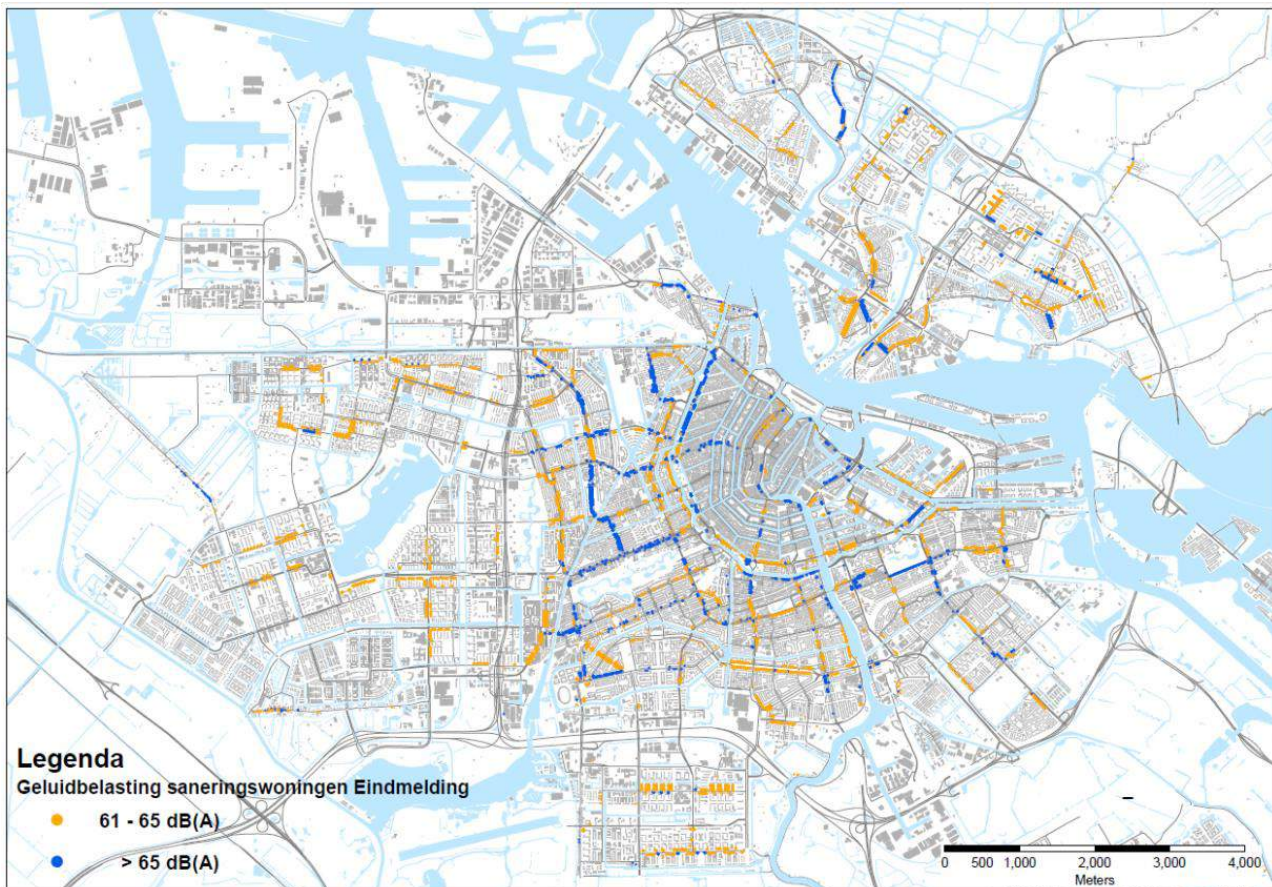 Legenda
Geluidbelasting saneringswoningen Eindmelding
61 - 65 dB(A)
> 65 dB(A)
0 500 1,000 2,000 3,000 4,000
Meters